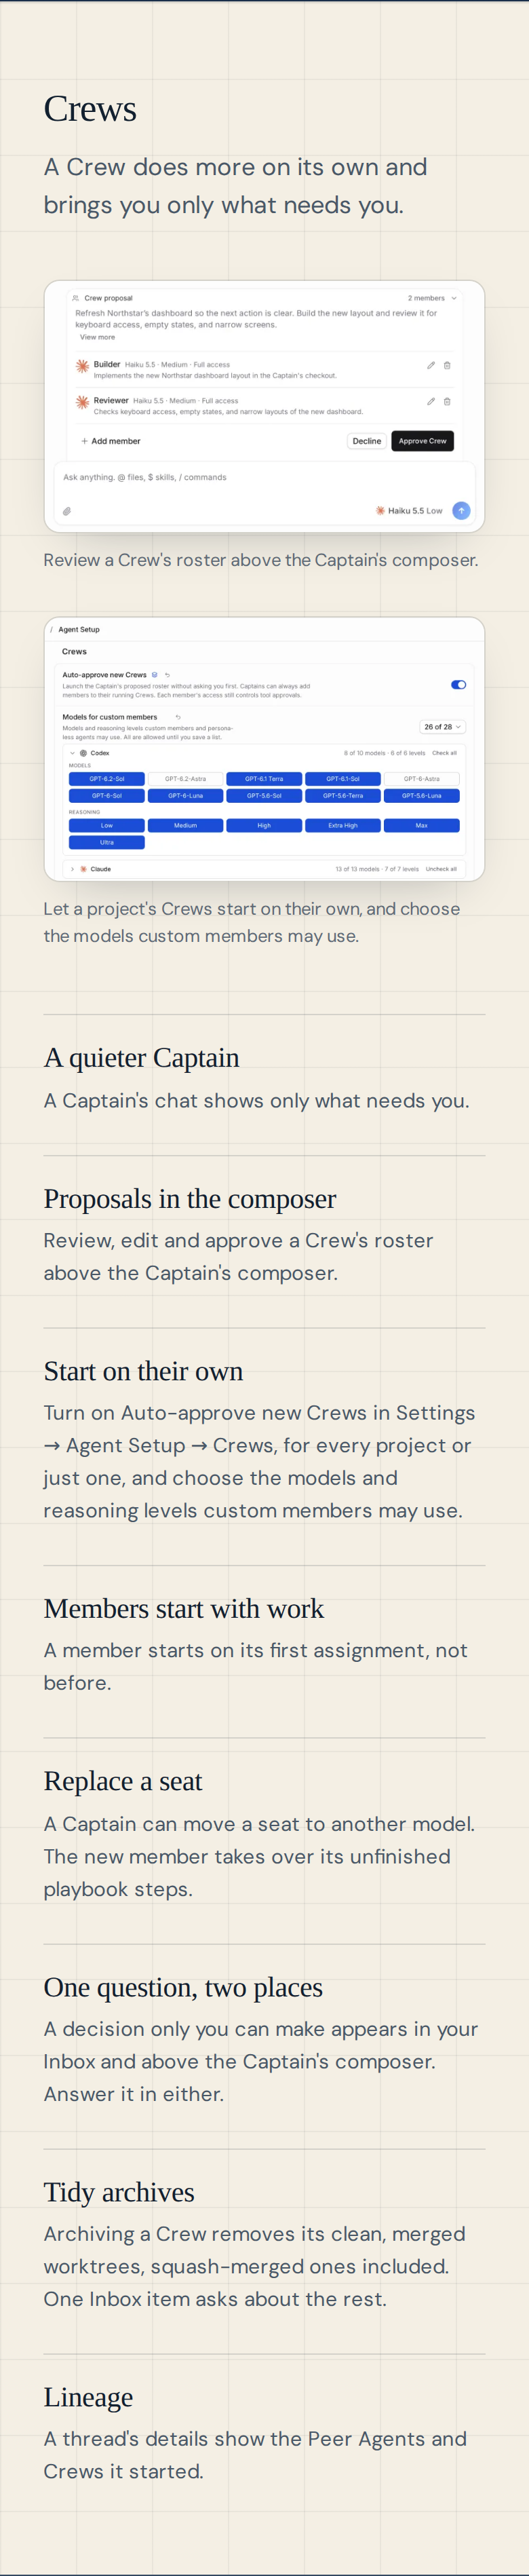 Crews
A Crew does more on its own and
brings you only what needs you.
Crew proposal
2 members
Refresh Northstar's dashboard so the next action is clear. Build the new layout and review it for
keyboard access, empty states, and narrow screens.
View more
Builder Haiku 5.5 · Medium · Full access
Implements the new Northstar dashboard layout in the Captain's checkout.
Reviewer Haiku 5.5 · Medium · Full access
Checks keyboard access, empty states, and narrow layouts of the new dashboard.
+ Add member
Decline
Approve Crew
Ask anything. @ files, $ skills, / commands
Haiku 5.5 Low
Review a Crew's roster above the Captain's composer.
/ Agent Setup
Crews
Auto-approve new Crews
Launch the Captain's proposed roster without asking you first. Captains can always add
members to their running Crews. Each member's access still controls tool approvals.
Models for custom members
Models and reasoning levels custom members and persona-
less agents may use. All are allowed until you save a list.
26 of 28
Codex
8 of 10 models · 6 of 6 levels Check all
MODELS
GPT-6.2-Sol GPT-6.2-Astra GPT-6.1 Terra GPT-6.1-Sol GPT-6-Astra
GPT-6-Sol GPT-6-Luna GPT-5.6-Sol GPT-5.6-Terra GPT-5.6-Luna
REASONING
Low Medium High Extra High Max
Ultra
Claude
13 of 13 models · 7 of 7 levels Uncheck all
Let a project's Crews start on their own, and choose
the models custom members may use.
A quieter Captain
A Captain's chat shows only what needs you.
Proposals in the composer
Review, edit and approve a Crew's roster
above the Captain's composer.
Start on their own
Turn on Auto-approve new Crews in Settings
→ Agent Setup → Crews, for every project or
just one, and choose the models and
reasoning levels custom members may use.
Members start with work
A member starts on its first assignment, not
before.
Replace a seat
A Captain can move a seat to another model.
The new member takes over its unfinished
playbook steps.
One question, two places
A decision only you can make appears in your
Inbox and above the Captain's composer.
Answer it in either.
Tidy archives
Archiving a Crew removes its clean, merged
worktrees, squash-merged ones included.
One Inbox item asks about the rest.
Lineage
A thread's details show the Peer Agents and
Crews it started.